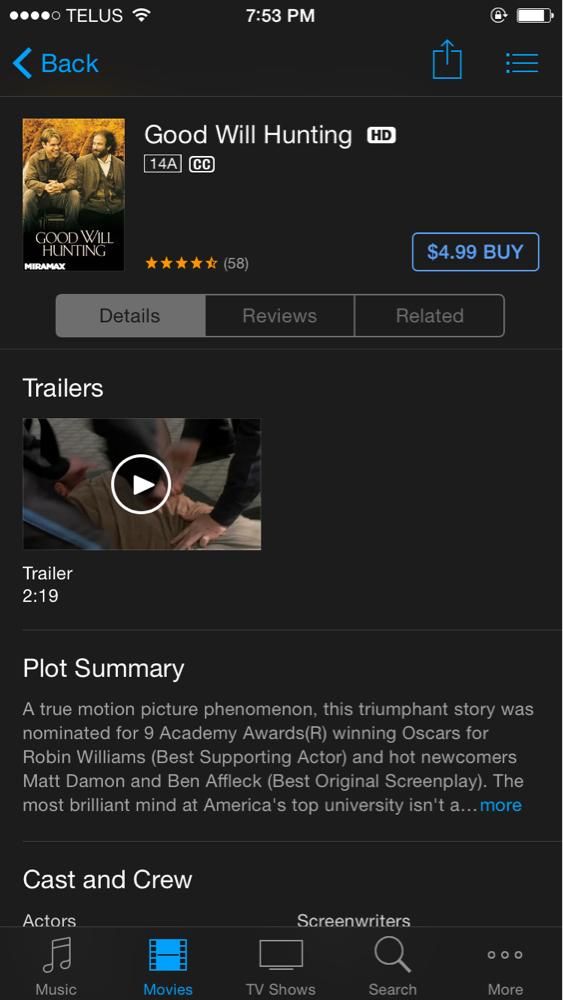 TELUS 7:53 PM
Back
Good Will Hunting HD
14A CC
GOOD WILL
HUNTING
MIRAMAX
(58)
$4.99 BUY
Details Reviews Related
Trailers
Trailer
2:19
Plot Summary
A true motion picture phenomenon, this triumphant story was
nominated for 9 Academy Awards(R) winning Oscars for
Robin Williams (Best Supporting Actor) and hot newcomers
Matt Damon and Ben Affleck (Best Original Screenplay). The
most brilliant mind at America's top university isn't a...more
Cast and Crew
Actors Screenwriters
Music Movies TV Shows Search More